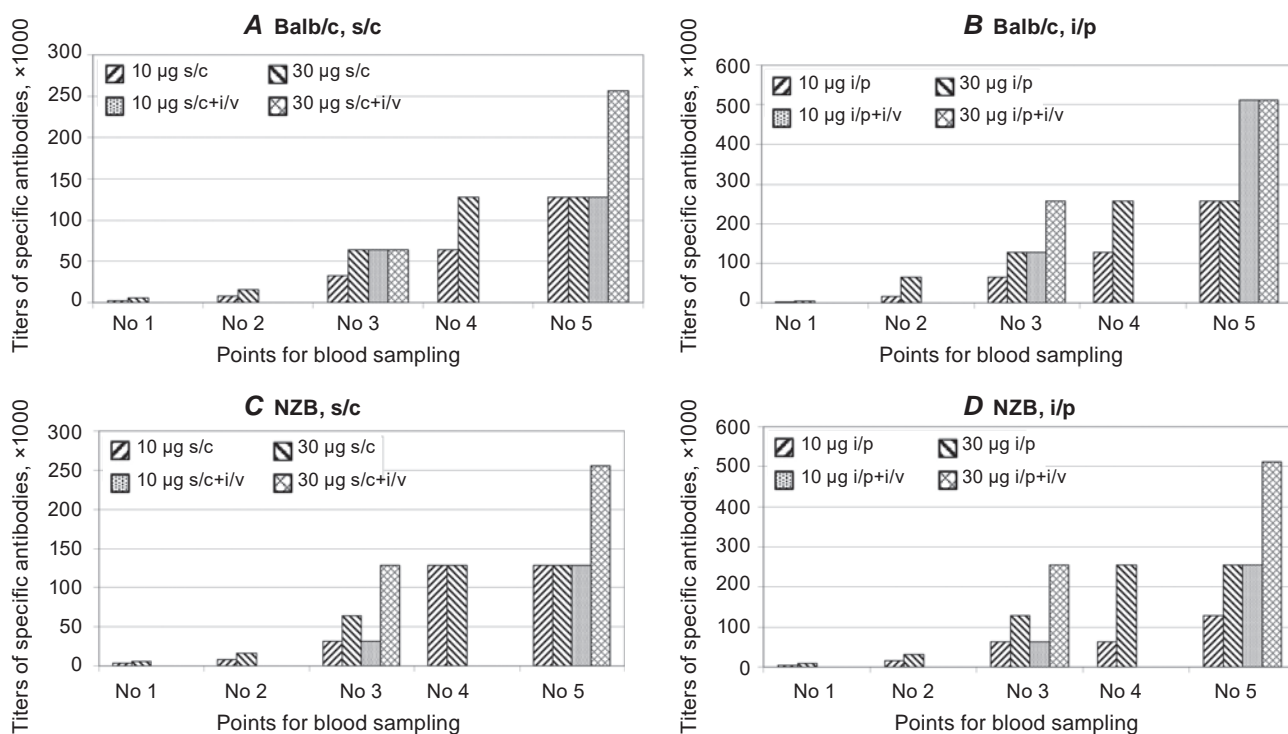 A Balb/c, s/c
Titers of specific antibodies, ×1000
300
250
200
150
100
50
0
10 µg s/c
30 µg s/c
10 µg s/c+i/v
30 µg s/c+i/v
No 1 No 2 No 3 No 4 No 5
Points for blood sampling
B Balb/c, i/p
Titers of specific antibodies, ×1000
600
500
400
300
200
100
0
10 µg i/p
30 µg i/p
10 µg i/p+i/v
30 µg i/p+i/v
No 1 No 2 No 3 No 4 No 5
Points for blood sampling
C NZB, s/c
Titers of specific antibodies, ×1000
300
250
200
150
100
50
0
10 µg s/c
30 µg s/c
10 µg s/c+i/v
30 µg s/c+i/v
No 1 No 2 No 3 No 4 No 5
Points for blood sampling
D NZB, i/p
Titers of specific antibodies, ×1000
600
500
400
300
200
100
0
10 µg i/p
30 µg i/p
10 µg i/p+i/v
30 µg i/p+i/v
No 1 No 2 No 3 No 4 No 5
Points for blood sampling